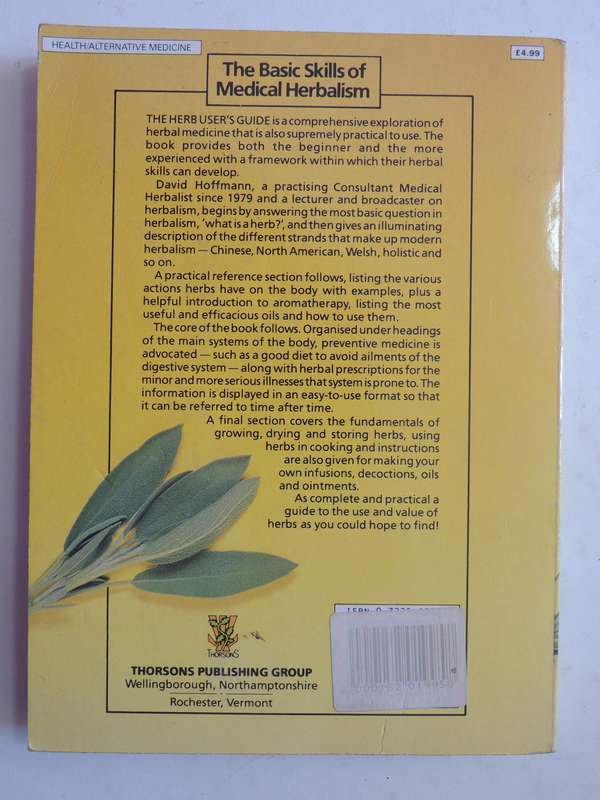 HEALTH/ALTERNATIVE MEDICINE
£4.99
The Basic Skills of
Medical Herbalism
THE HERB USER'S GUIDE is a comprehensive exploration of
herbal medicine that is also supremely practical to use. The
book provides both the beginner and the more
experienced with a framework within which their herbal
skills can develop.
David Hoffmann, a practising Consultant Medical
Herbalist since 1979 and a lecturer and broadcaster on
herbalism, begins by answering the most basic question in
herbalism, 'what is a herb?', and then gives an illuminating
description of the different strands that make up modern
herbalism — Chinese, North American, Welsh, holistic and
so on.
A practical reference section follows, listing the various
actions herbs have on the body with examples, plus a
helpful introduction to aromatherapy, listing the most
useful and efficacious oils and how to use them.
The core of the book follows. Organised under headings
of the main systems of the body, preventive medicine is
advocated — such as a good diet to avoid ailments of the
digestive system — along with herbal prescriptions for the
minor and more serious illnesses that system is prone to. The
information is displayed in an easy-to-use format so that
it can be referred to time after time.
A final section covers the fundamentals of
growing, drying and storing herbs, using
herbs in cooking and instructions
are also given for making your
own infusions, decoctions, oils
and ointments.
As complete and practical a
guide to the use and value of
herbs as you could hope to find!
THORSONS
THORSONS PUBLISHING GROUP
Wellingborough, Northamptonshire
Rochester, Vermont
ISBN 0